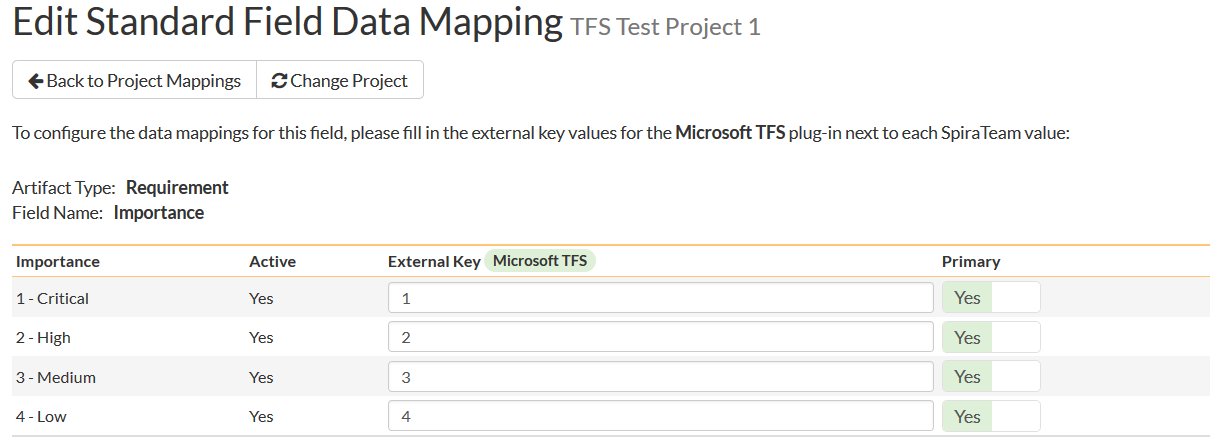 Edit Standard Field Data Mapping TFS Test Project 1
Back to Project Mappings Change Project
To configure the data mappings for this field, please fill in the external key values for the Microsoft TFS plug-in next to each SpiraTeam value:
Artifact Type: Requirement
Field Name: Importance
Importance Active External Key Microsoft TFS Primary
1 - Critical Yes 1 Yes
2 - High Yes 2 Yes
3 - Medium Yes 3 Yes
4 - Low Yes 4 Yes